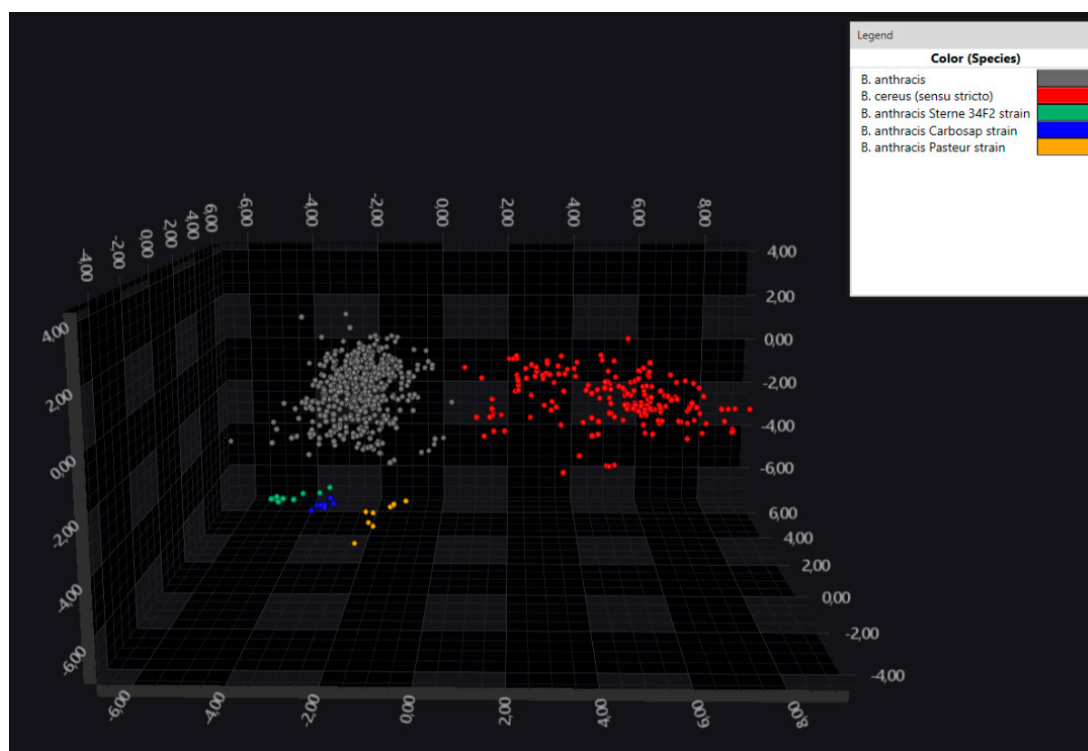 Legend
Color (Species)
B. anthracis
B. cereus (sensu stricto)
B. anthracis Sterne 34F2 strain
B. anthracis Carbosap strain
B. anthracis Pasteur strain
-4,00 -2,00 0,00 2,00 4,00 6,00
-6,00 -4,00 -2,00 0,00 2,00 4,00 6,00 8,00
4,00
2,00
0,00
-2,00
-4,00
-6,00
4,00
2,00
0,00
-2,00
-4,00
-6,00
6,00
4,00
2,00
0,00
-2,00
-4,00
-6,00 -4,00 -2,00 0,00 2,00 4,00 6,00 8,00